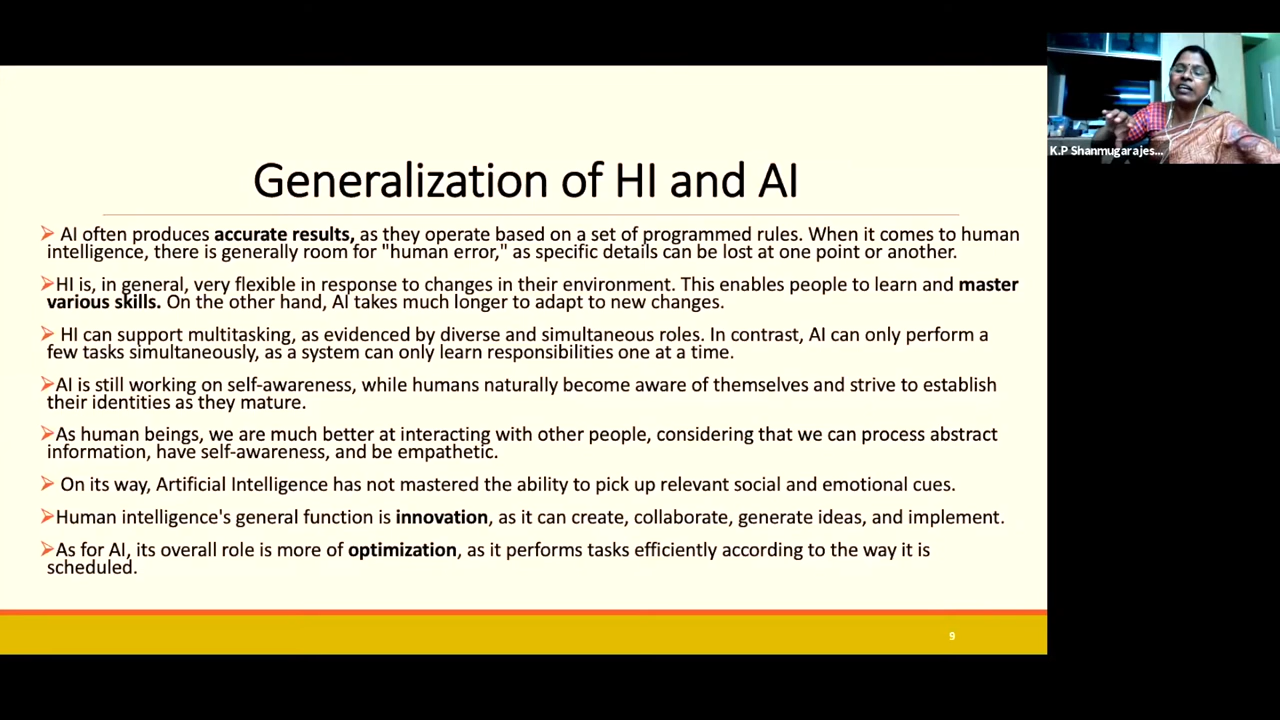 Generalization of HI and AI
➢ AI often produces accurate results, as they operate based on a set of programmed rules. When it comes to human
intelligence, there is generally room for "human error," as specific details can be lost at one point or another.
➢HI is, in general, very flexible in response to changes in their environment. This enables people to learn and master
various skills. On the other hand, AI takes much longer to adapt to new changes.
➢ HI can support multitasking, as evidenced by diverse and simultaneous roles. In contrast, AI can only perform a
few tasks simultaneously, as a system can only learn responsibilities one at a time.
➢AI is still working on self-awareness, while humans naturally become aware of themselves and strive to establish
their identities as they mature.
➢As human beings, we are much better at interacting with other people, considering that we can process abstract
information, have self-awareness, and be empathetic.
➢ On its way, Artificial Intelligence has not mastered the ability to pick up relevant social and emotional cues.
➢Human intelligence's general function is innovation, as it can create, collaborate, generate ideas, and implement.
➢As for AI, its overall role is more of optimization, as it performs tasks efficiently according to the way it is
scheduled.
9
K.P Shanmugarajes...